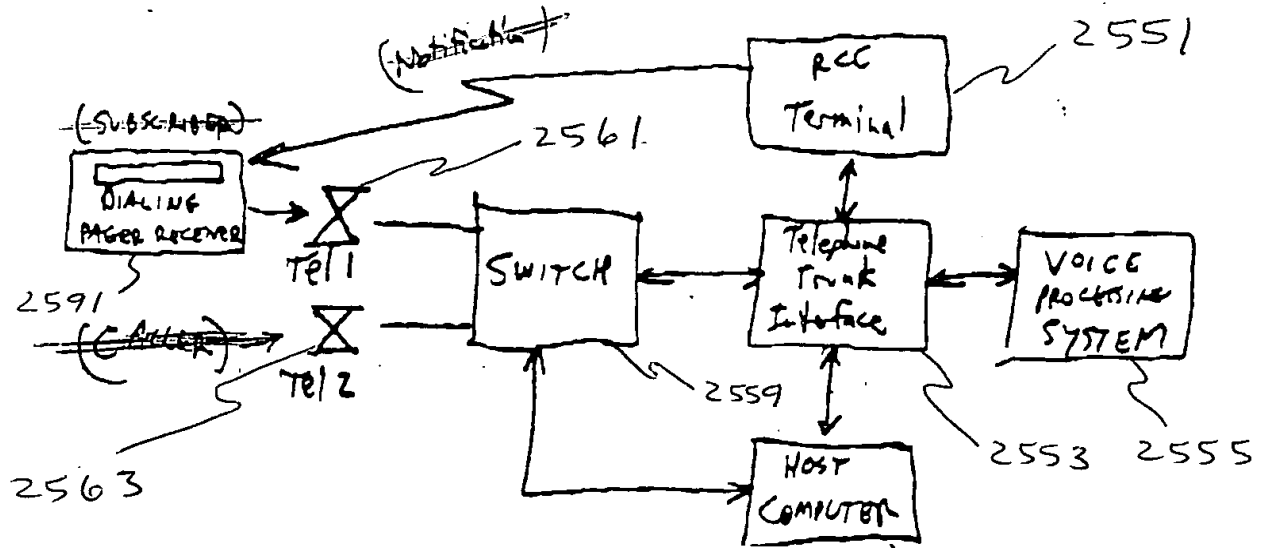 (Notification)
2551
RCC
Terminal
(SUBSCRIBER)
2561
DIALING
PAGER RECEIVER
Tel 1
SWITCH
Telephone
Trunk
Interface
VOICE
PROCESSING
SYSTEM
2591
(CALLER)
Tel 2
2559
2553
2555
2563
HOST
COMPUTER